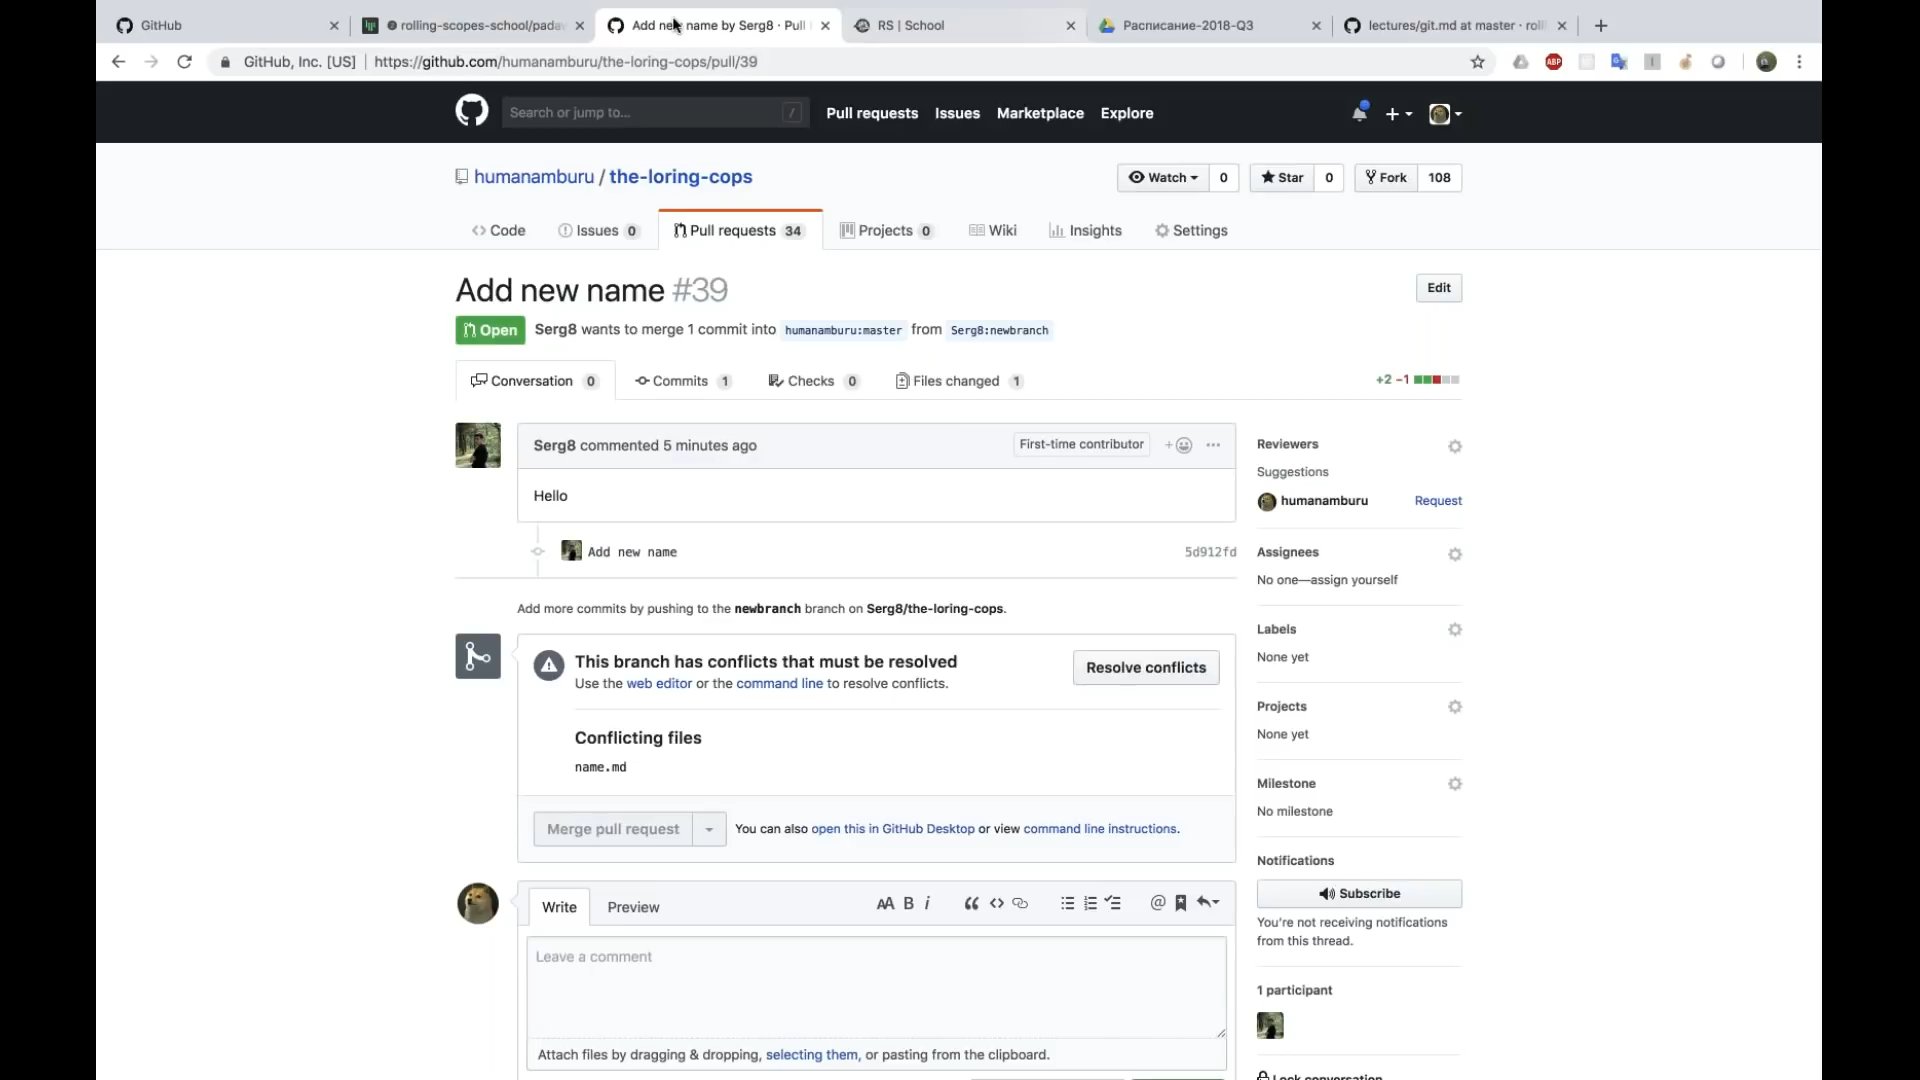 GitHub
rolling-scopes-school/padav
Add new name by Serg8 · Pull
RS | School
Расписание-2018-Q3
lectures/git.md at master · roll
GitHub, Inc. [US] | https://github.com/humanamburu/the-loring-cops/pull/39
ABP
Search or jump to... /
Pull requests Issues Marketplace Explore
humanamburu / the-loring-cops
Watch 0 Star 0 Fork 108
Code Issues 0 Pull requests 34 Projects 0 Wiki Insights Settings
Add new name #39
Edit
Open Serg8 wants to merge 1 commit into humanamburu:master from Serg8:newbranch
Conversation 0 Commits 1 Checks 0 Files changed 1 +2 −1
Serg8 commented 5 minutes ago First-time contributor
Hello
Add new name 5d912fd
Add more commits by pushing to the newbranch branch on Serg8/the-loring-cops.
This branch has conflicts that must be resolved
Use the web editor or the command line to resolve conflicts.
Resolve conflicts
Conflicting files
name.md
Merge pull request You can also open this in GitHub Desktop or view command line instructions.
Write Preview
AA B i
Leave a comment
Attach files by dragging & dropping, selecting them, or pasting from the clipboard.
Reviewers
Suggestions
humanamburu Request
Assignees
No one—assign yourself
Labels
None yet
Projects
None yet
Milestone
No milestone
Notifications
Subscribe
You're not receiving notifications
from this thread.
1 participant
Lock conversation